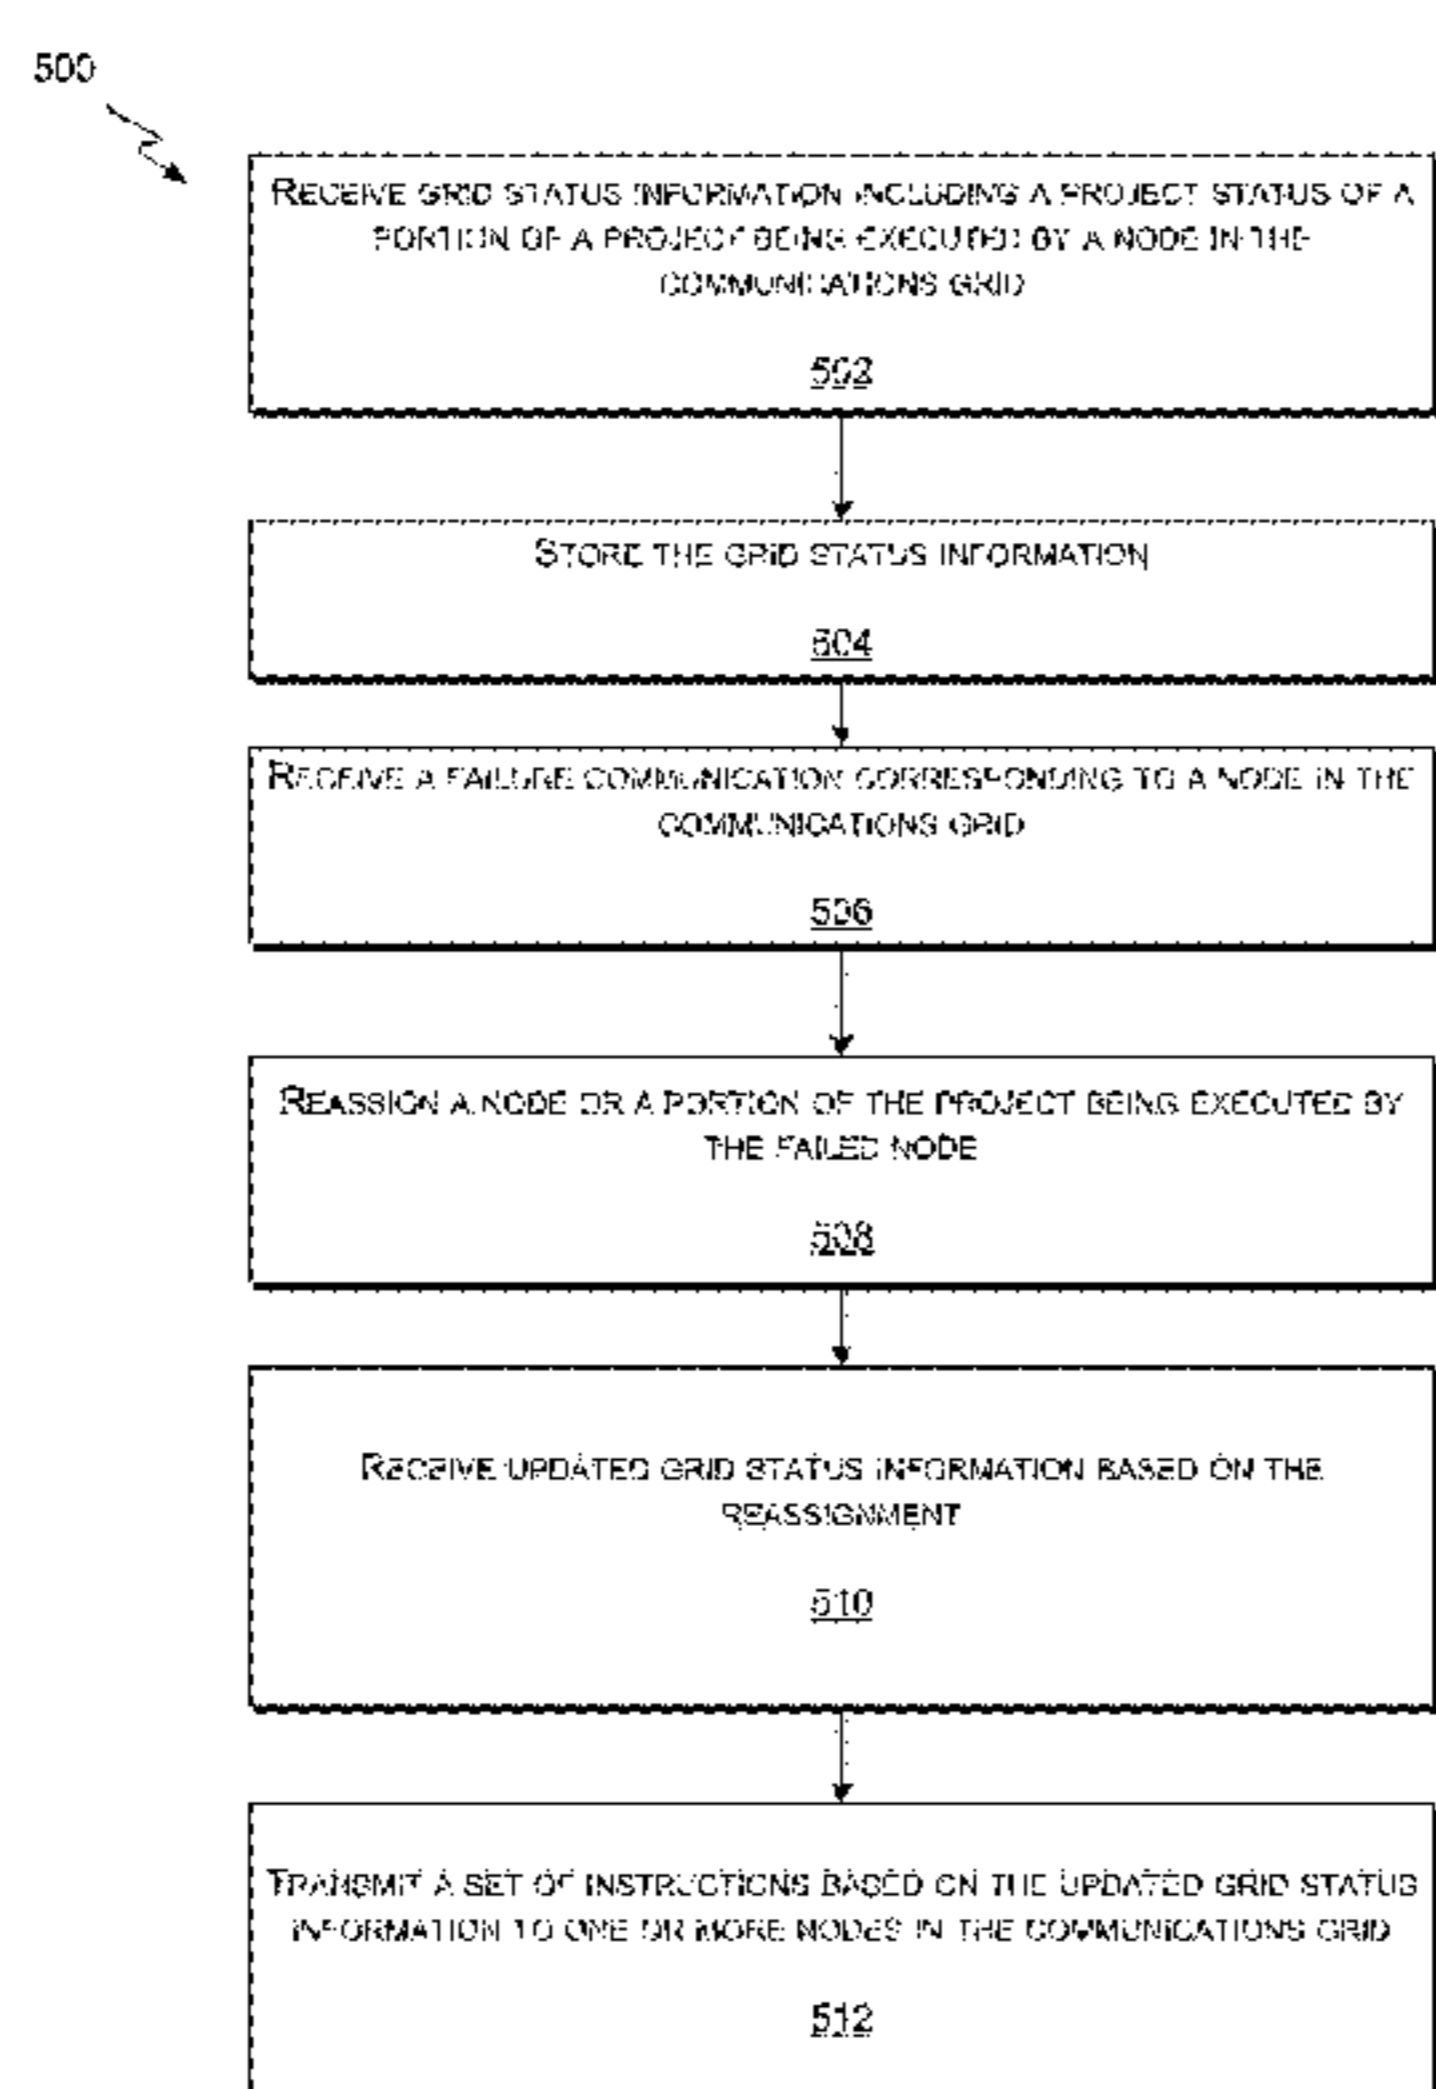 500
RECEIVE GRID STATUS INFORMATION INCLUDING A PROJECT STATUS OF A
PORTION OF A PROJECT BEING EXECUTED BY A NODE IN THE
COMMUNICATIONS GRID
502
STORE THE GRID STATUS INFORMATION
504
RECEIVE A FAILURE COMMUNICATION CORRESPONDING TO A NODE IN THE
COMMUNICATIONS GRID
506
REASSIGN A NODE OR A PORTION OF THE PROJECT BEING EXECUTED BY
THE FAILED NODE
508
RECEIVE UPDATED GRID STATUS INFORMATION BASED ON THE
REASSIGNMENT
510
TRANSMIT A SET OF INSTRUCTIONS BASED ON THE UPDATED GRID STATUS
INFORMATION TO ONE OR MORE NODES IN THE COMMUNICATIONS GRID
512